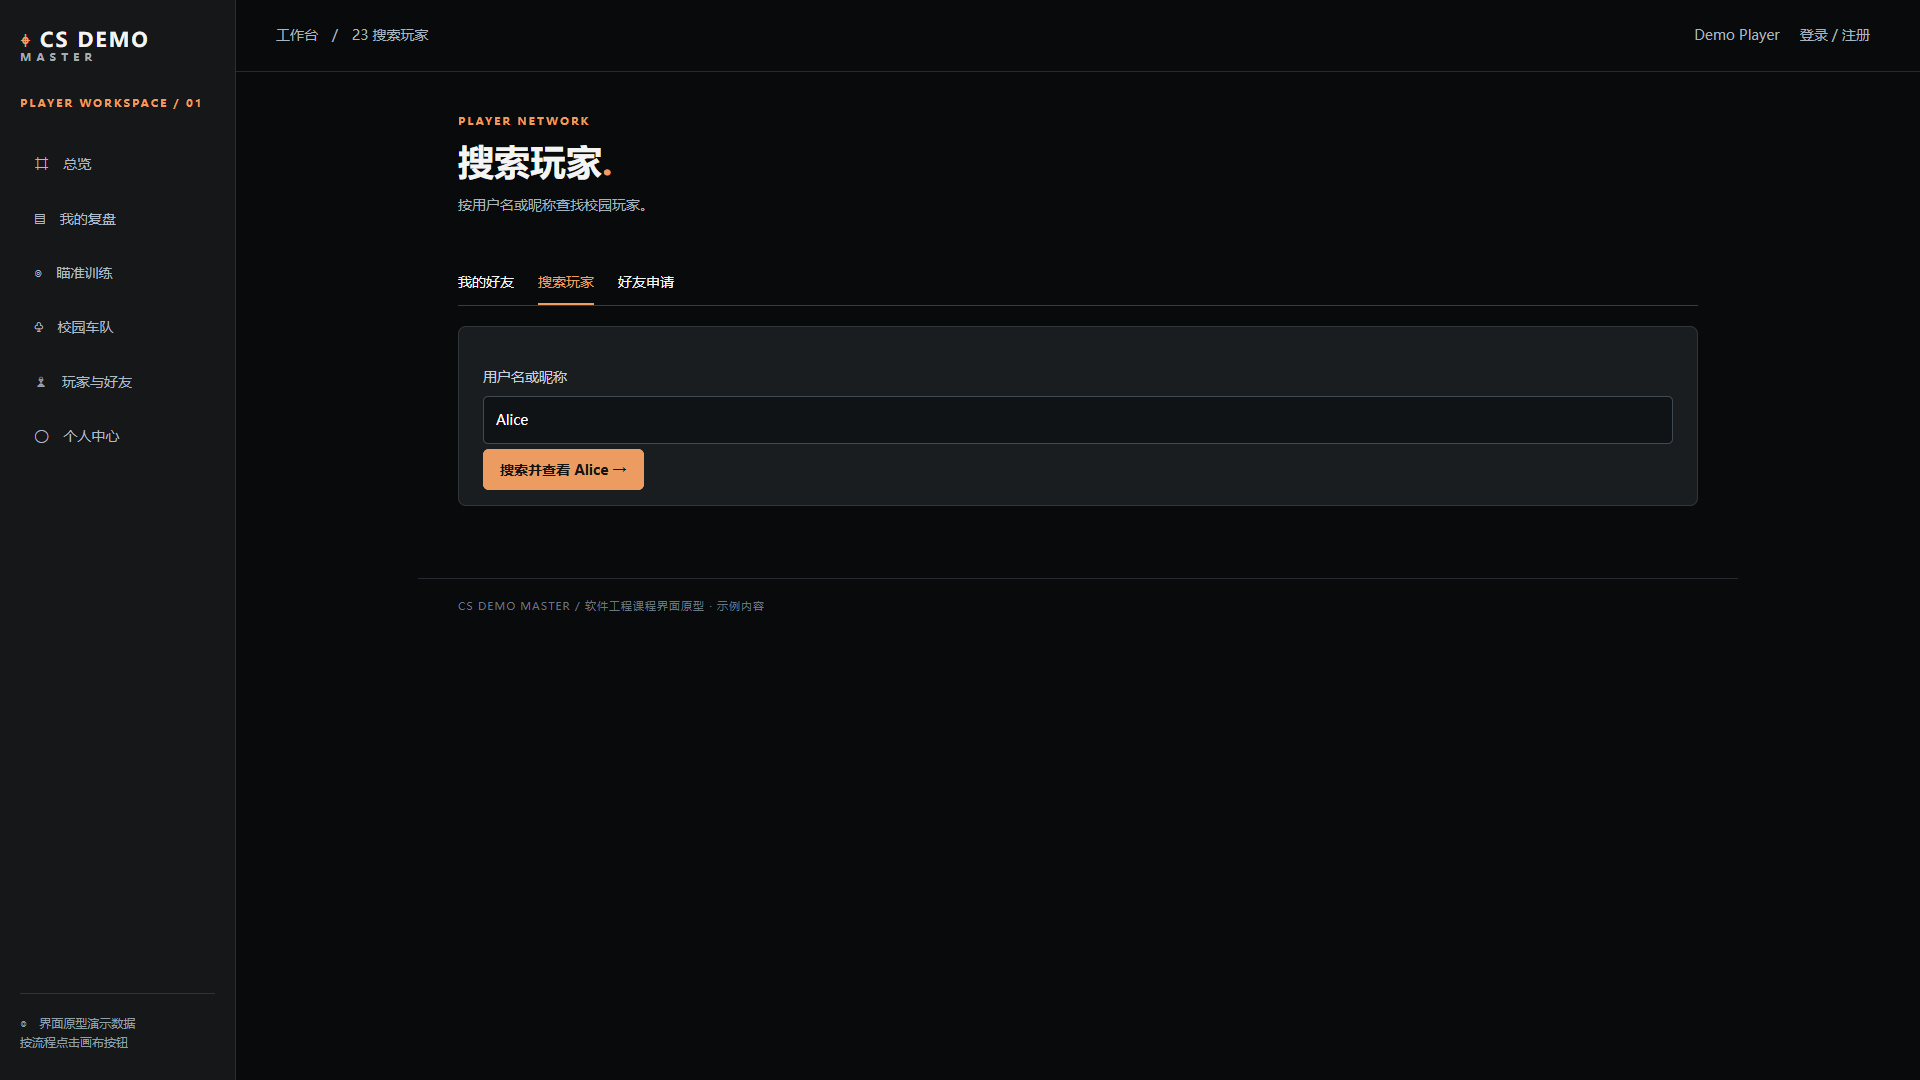 CS DEMO
MASTER
PLAYER WORKSPACE / 01
总览
我的复盘
瞄准训练
校园车队
玩家与好友
个人中心
界面原型演示数据
按流程点击画布按钮
工作台 / 23 搜索玩家
Demo Player 登录 / 注册
PLAYER NETWORK
搜索玩家.
按用户名或昵称查找校园玩家。
我的好友 搜索玩家 好友申请
用户名或昵称
Alice
搜索并查看 Alice →
CS DEMO MASTER / 软件工程课程界面原型 · 示例内容